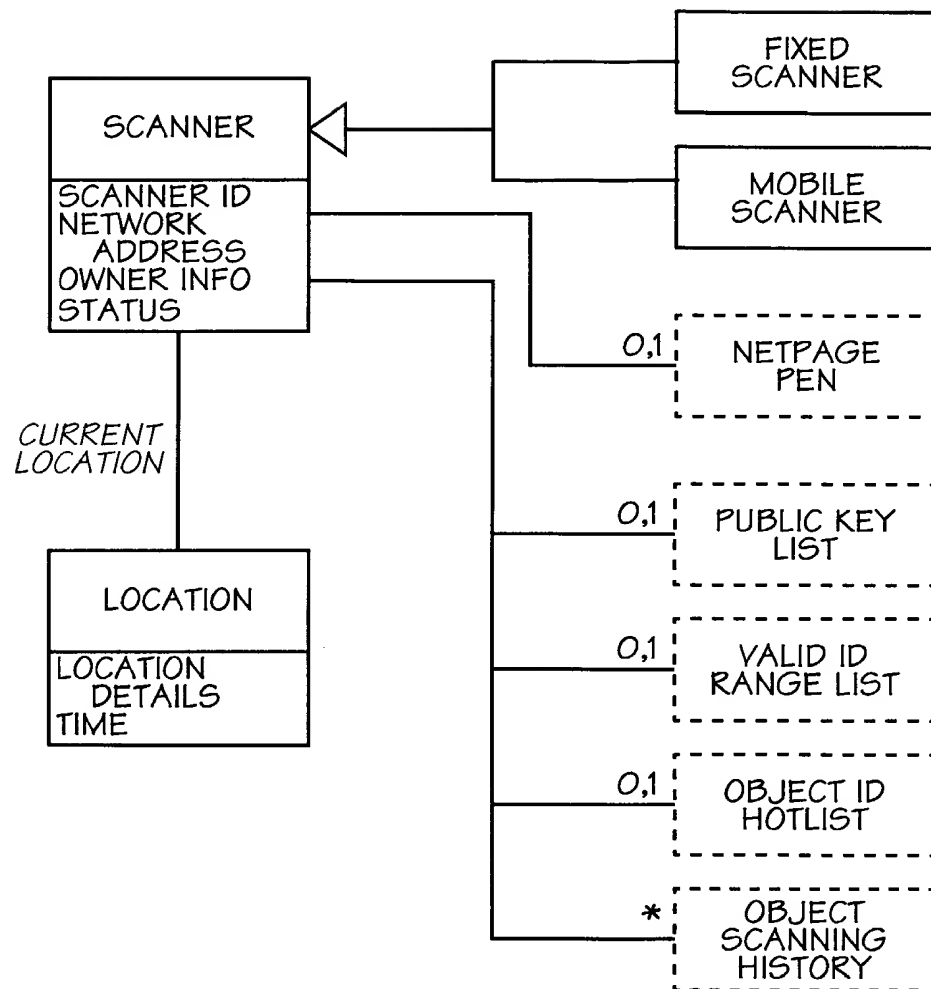 FIXED
SCANNER
SCANNER
MOBILE
SCANNER
SCANNER ID
NETWORK
ADDRESS
OWNER INFO
STATUS
0,1
NETPAGE
PEN
CURRENT
LOCATION
0,1
PUBLIC KEY
LIST
LOCATION
LOCATION
DETAILS
TIME
0,1
VALID ID
RANGE LIST
0,1
OBJECT ID
HOTLIST
*
OBJECT
SCANNING
HISTORY